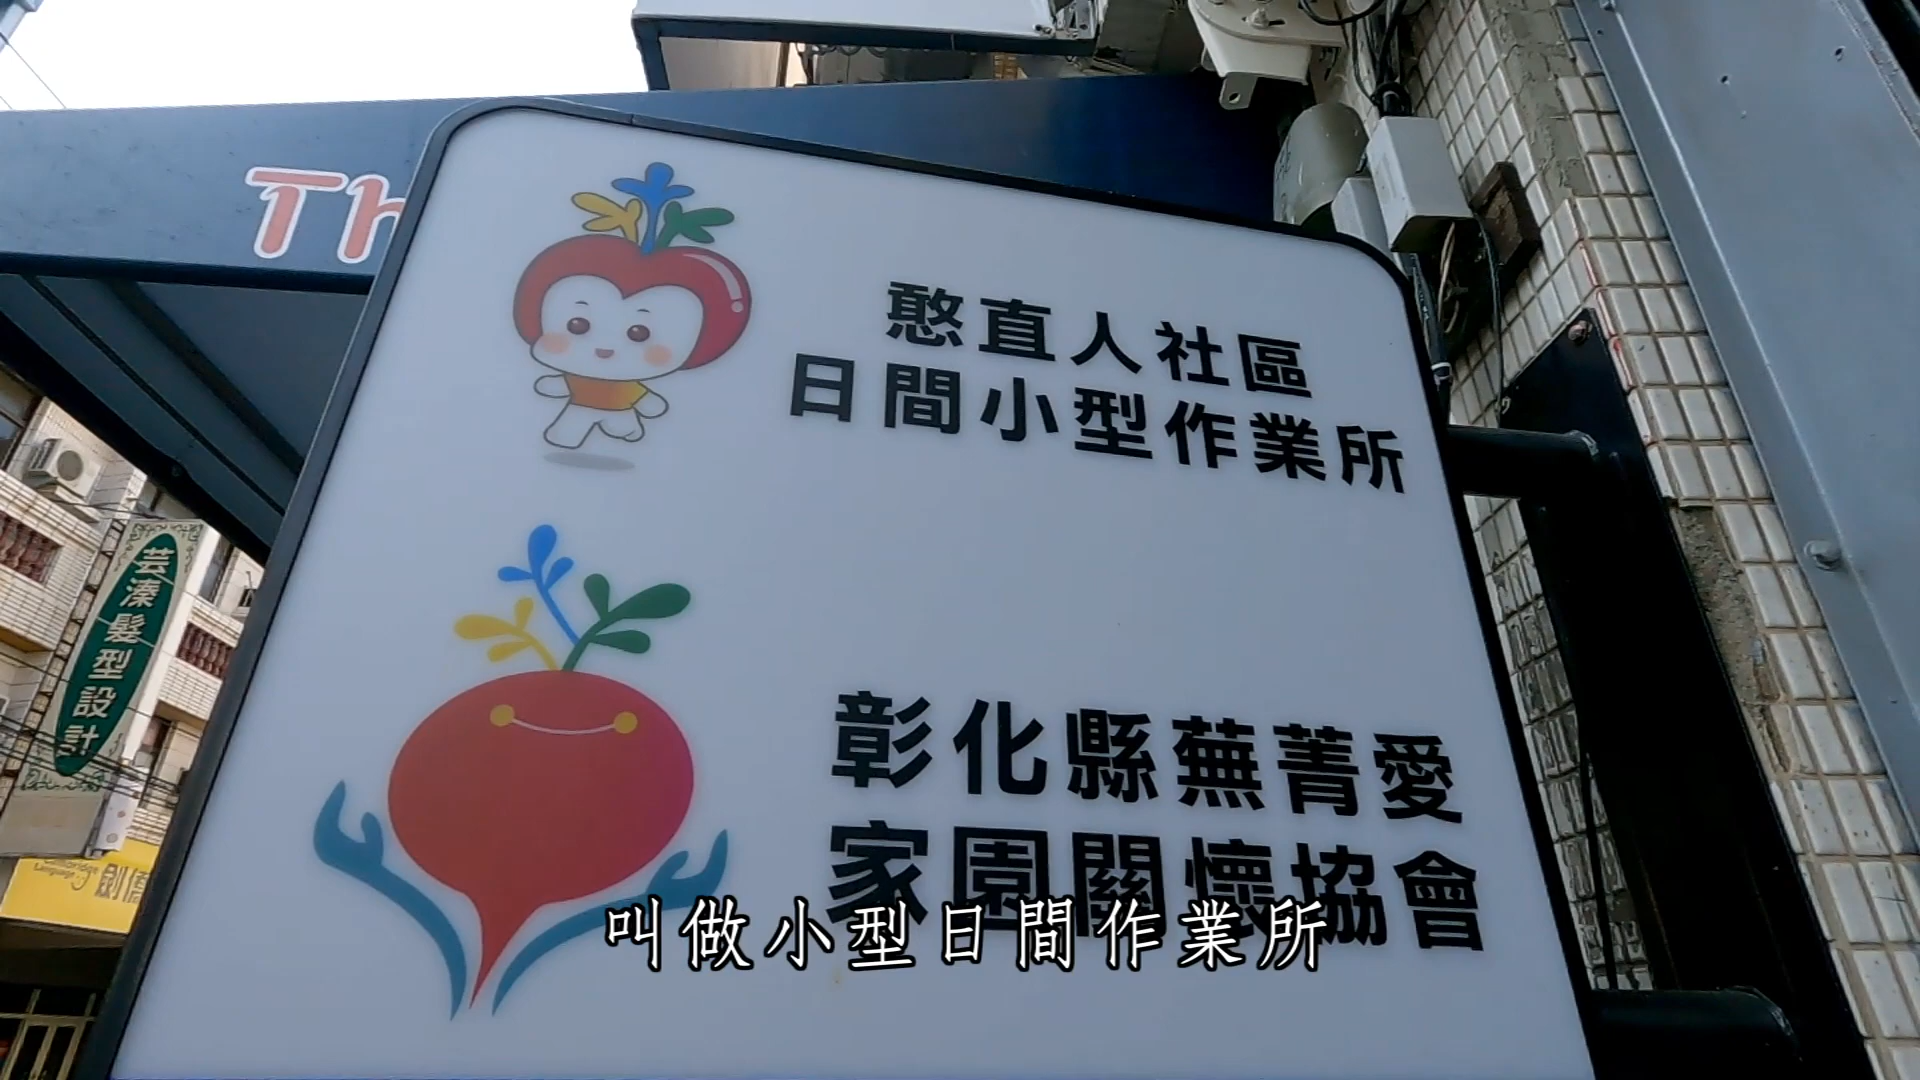 Th
憨直人社區
日間小型作業所
芸溱髮型設計
彰化縣蕪菁愛
家園關懷協會
叫做小型日間作業所